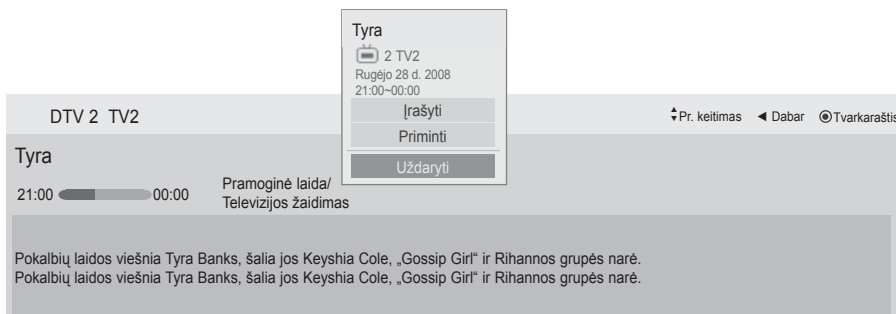 Tyra
2 TV2
Rugėjo 28 d. 2008
21:00~00:00
Įrašyti
Priminti
Uždaryti
DTV 2 TV2
Pr. keitimas Dabar Tvarkaraštis
Tyra
21:00 00:00
Pramoginė laida/
Televizijos žaidimas
Pokalbių laidos viešnia Tyra Banks, šalia jos Keyshia Cole, „Gossip Girl“ ir Rihannos grupės narė.
Pokalbių laidos viešnia Tyra Banks, šalia jos Keyshia Cole, „Gossip Girl“ ir Rihannos grupės narė.